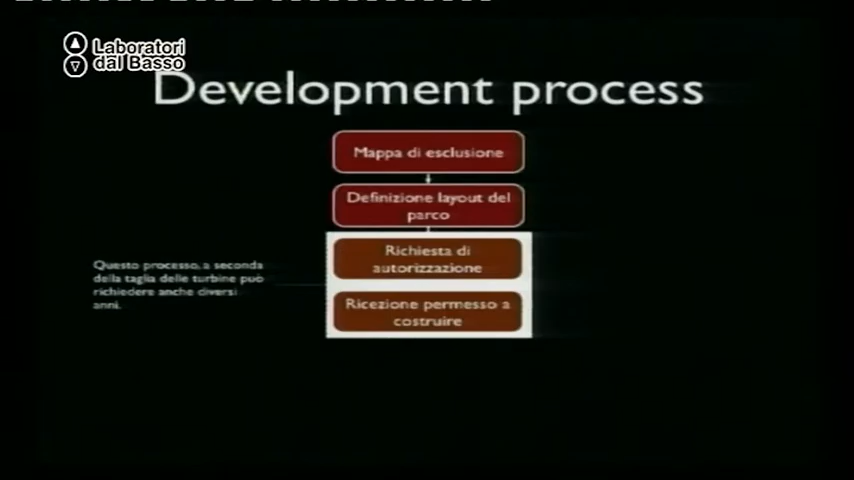 Laboratori
dal Basso
Development process
Mappa di esclusione
Definizione layout del
parco
Richiesta di
autorizzazione
Questo processo, a seconda
della taglia delle turbine può
richiedere anche diversi
anni.
Ricezione permesso a
costruire